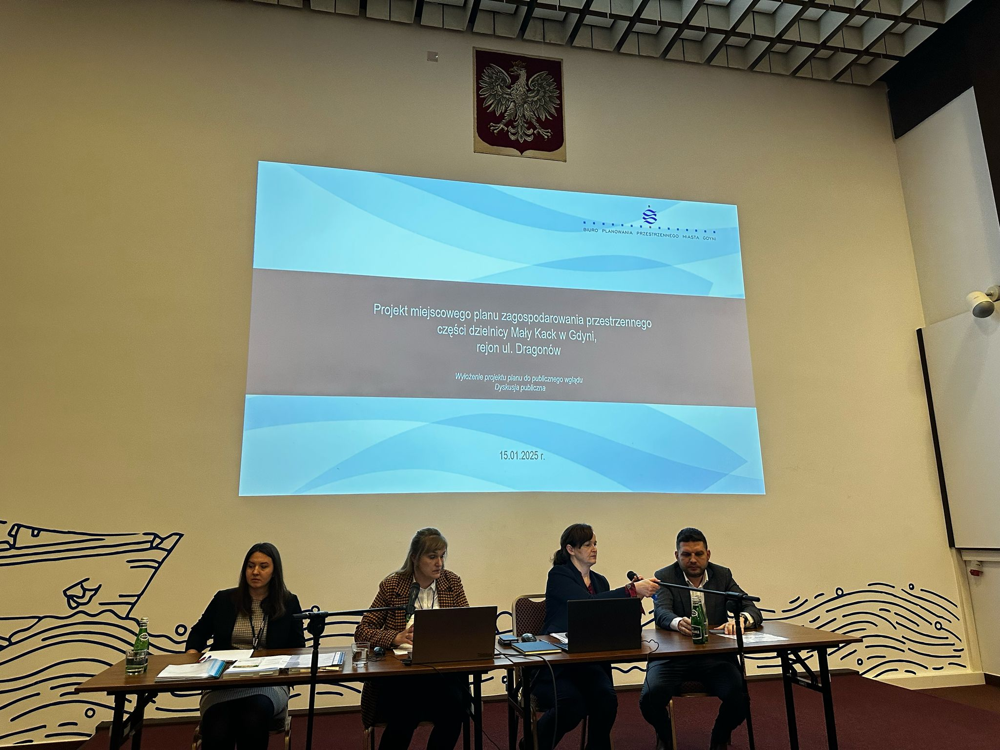 BIURO PLANOWANIA PRZESTRZENNEGO MIASTA GDYNI
Projekt miejscowego planu zagospodarowania przestrzennego
części dzielnicy Mały Kack w Gdyni,
rejon ul. Dragonów
Wyłożenie projektu planu do publicznego wglądu
Dyskusja publiczna
15.01.2025 r.
ThinkBook